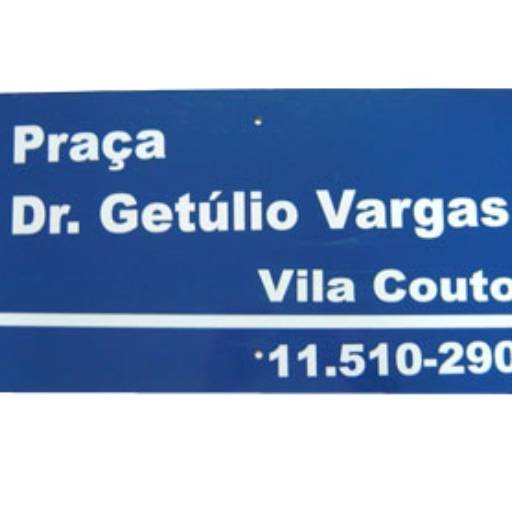 Praça
Dr. Getúlio Vargas
Vila Couto
11.510-290